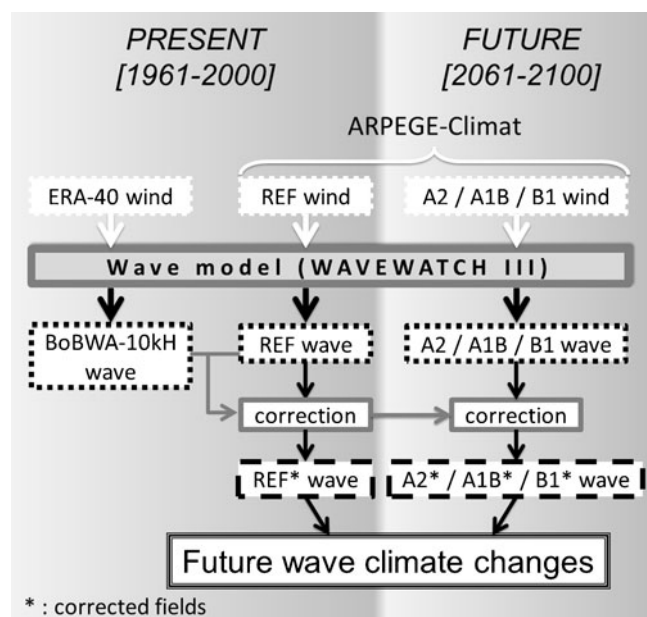 PRESENT
[1961-2000]
FUTURE
[2061-2100]
ARPEGE-Climat
ERA-40 wind
REF wind
A2 / A1B / B1 wind
Wave model (WAVEWATCH III)
BoBWA-10kH
wave
REF wave
A2 / A1B / B1 wave
correction
correction
REF* wave
A2* / A1B* / B1* wave
Future wave climate changes
* : corrected fields